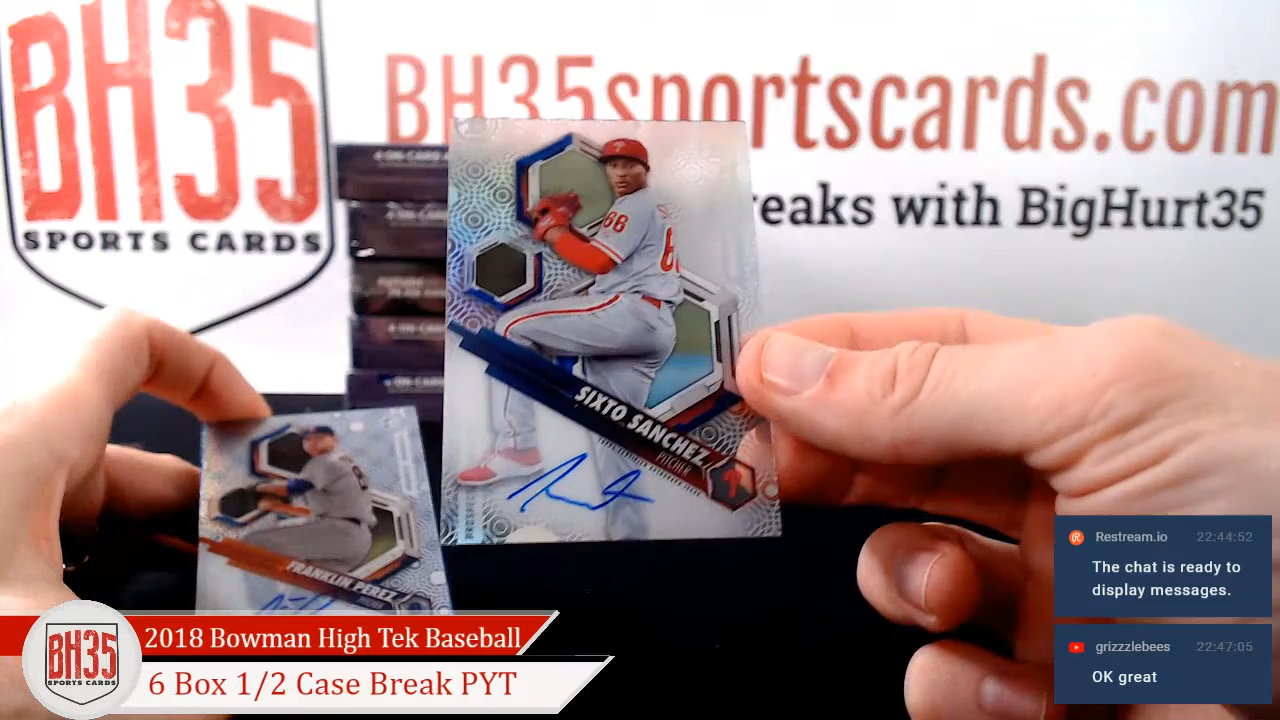 BH35
SPORTS CARDS
BH35sportscards.com
reaks with BigHurt35
88
SIXTO SANCHEZ
PITCHER
FRANKLIN PEREZ
BH35
SPORTS CARDS
2018 Bowman High Tek Baseball
6 Box 1/2 Case Break PYT
Restream.io 22:44:52
The chat is ready to
display messages.
grizzzlebees 22:47:05
OK great